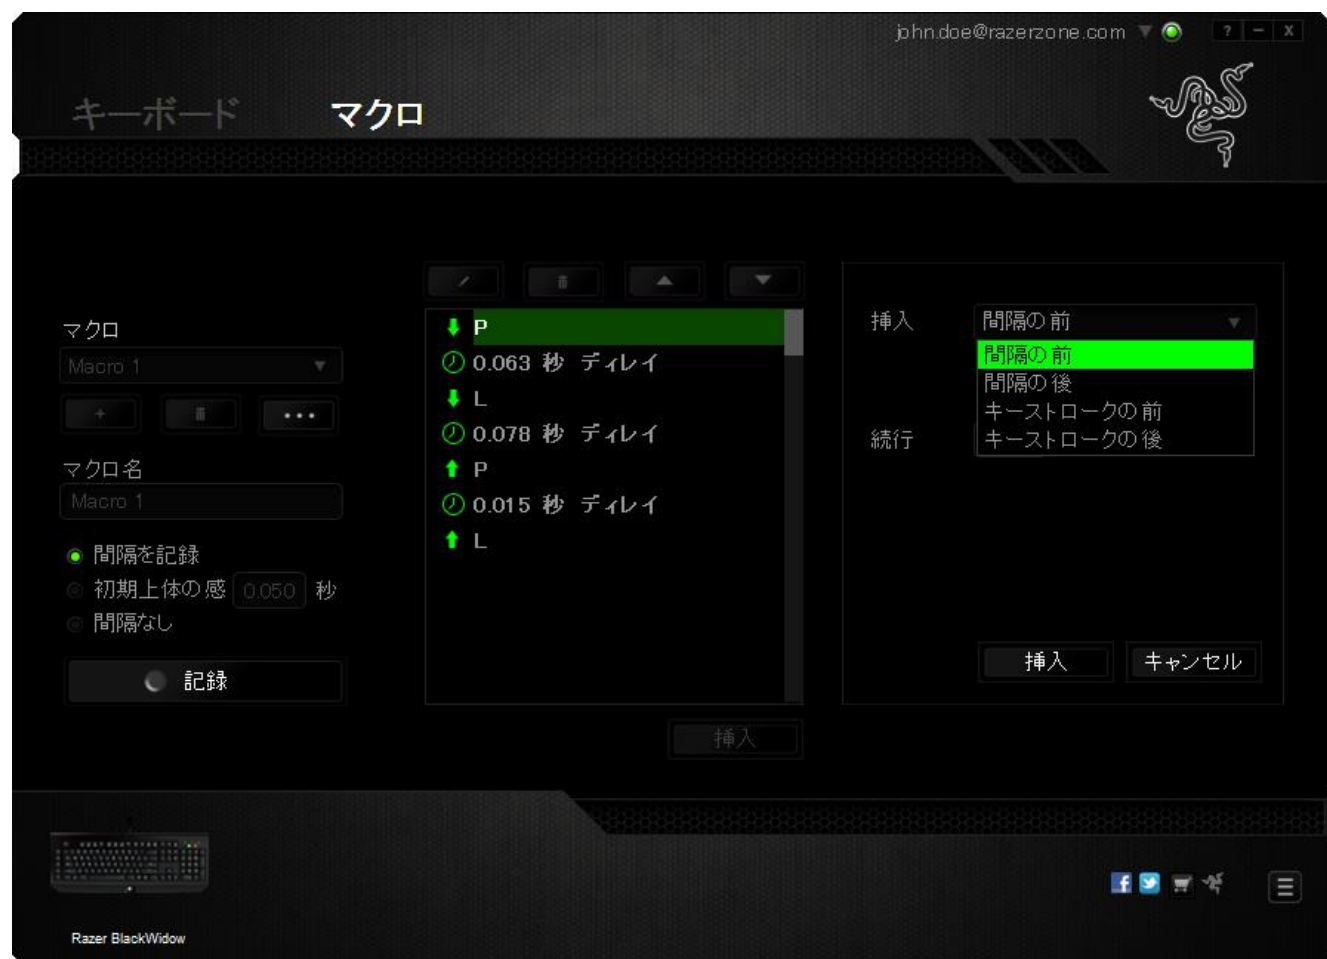 john.doe@razerzone.com
? - X
キーボード マクロ
マクロ
Macro 1
マクロ名
Macro 1
間隔を記録
初期上体の感 0.050 秒
間隔なし
記録
P
0.063 秒 ディレイ
L
0.078 秒 ディレイ
P
0.015 秒 ディレイ
L
挿入
挿入 間隔の前
間隔の前
間隔の後
キーストロークの前
キーストロークの後
続行
挿入 キャンセル
Razer BlackWidow